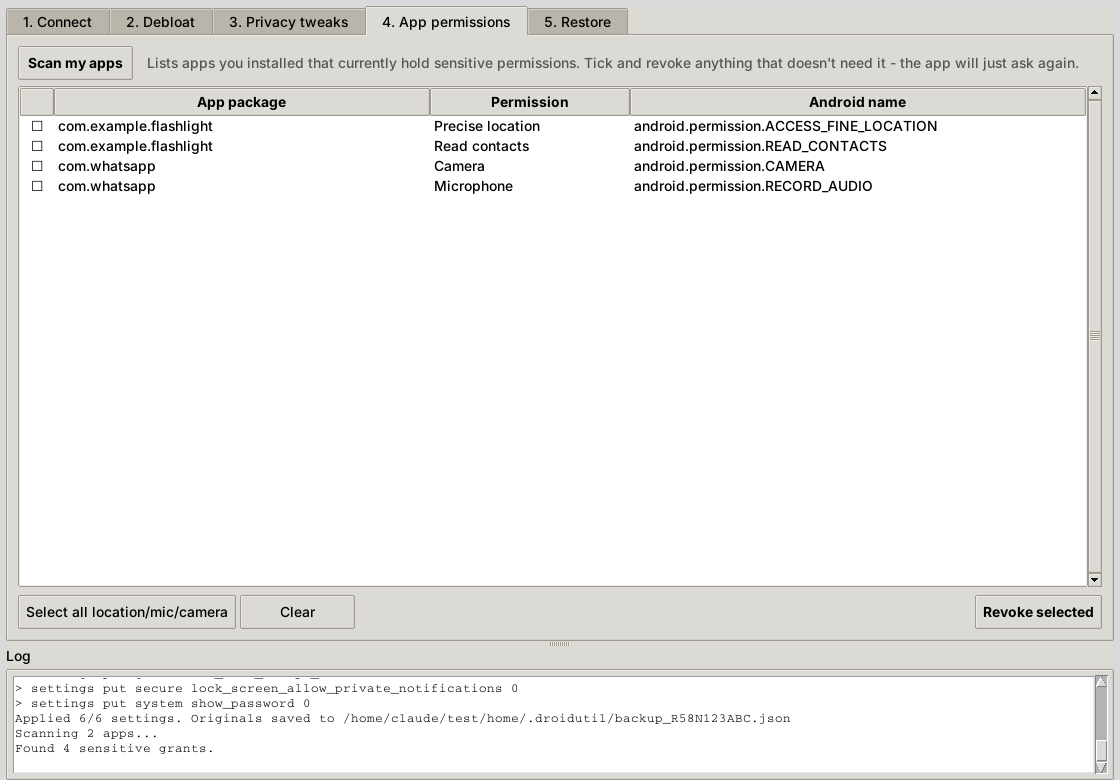 1. Connect 2. Debloat 3. Privacy tweaks 4. App permissions 5. Restore
Scan my apps Lists apps you installed that currently hold sensitive permissions. Tick and revoke anything that doesn't need it - the app will just ask again.
App package Permission Android name
com.example.flashlight Precise location android.permission.ACCESS_FINE_LOCATION
com.example.flashlight Read contacts android.permission.READ_CONTACTS
com.whatsapp Camera android.permission.CAMERA
com.whatsapp Microphone android.permission.RECORD_AUDIO
Select all location/mic/camera Clear Revoke selected
Log
> settings put secure lock_screen_allow_private_notifications 0
> settings put system show_password 0
Applied 6/6 settings. Originals saved to /home/claude/test/home/.droidutil/backup_R58N123ABC.json
Scanning 2 apps...
Found 4 sensitive grants.